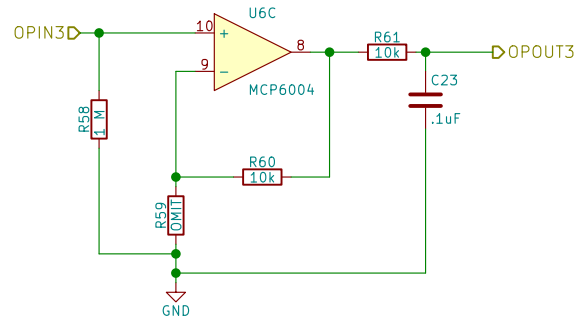 U6C
OPIN3
10
+
8
R61
10k
OPOUT3
9
-
MCP6004
C23
.1uF
R58
1 M
R60
10k
R59
OMIT
GND